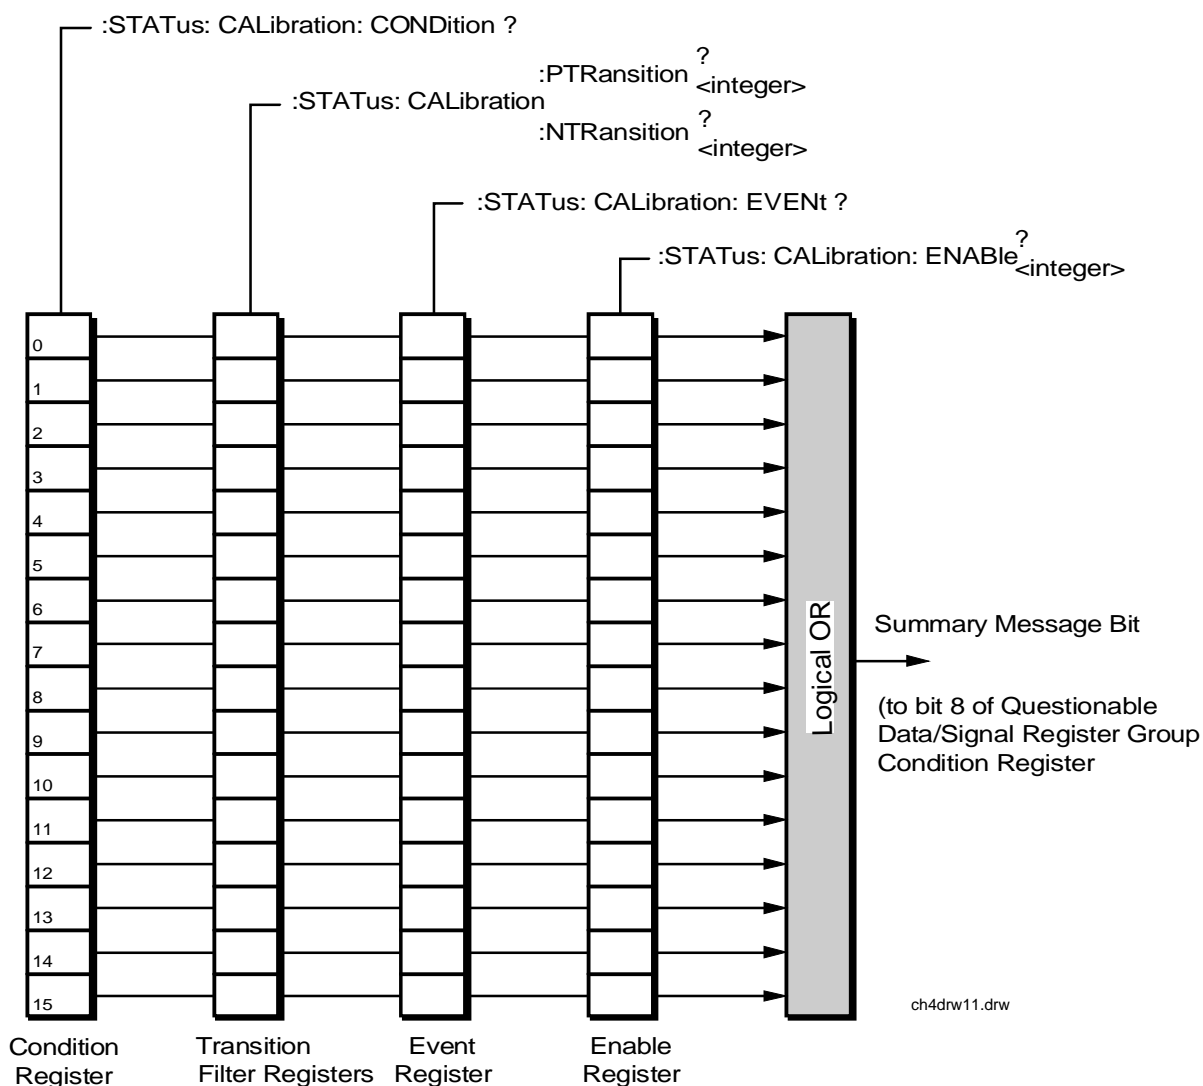 :STATus: CALibration: CONDition ?
:PTRansition ?
<integer>
:STATus: CALibration
:NTRansition ?
<integer>
:STATus: CALibration: EVENt ?
:STATus: CALibration: ENABle ?
<integer>
0
1
2
3
4
5
6
7
8
9
10
11
12
13
14
15
Logical OR
Summary Message Bit
(to bit 8 of Questionable
Data/Signal Register Group
Condition Register
ch4drw11.drw
Condition
Register
Transition
Filter Registers
Event
Register
Enable
Register